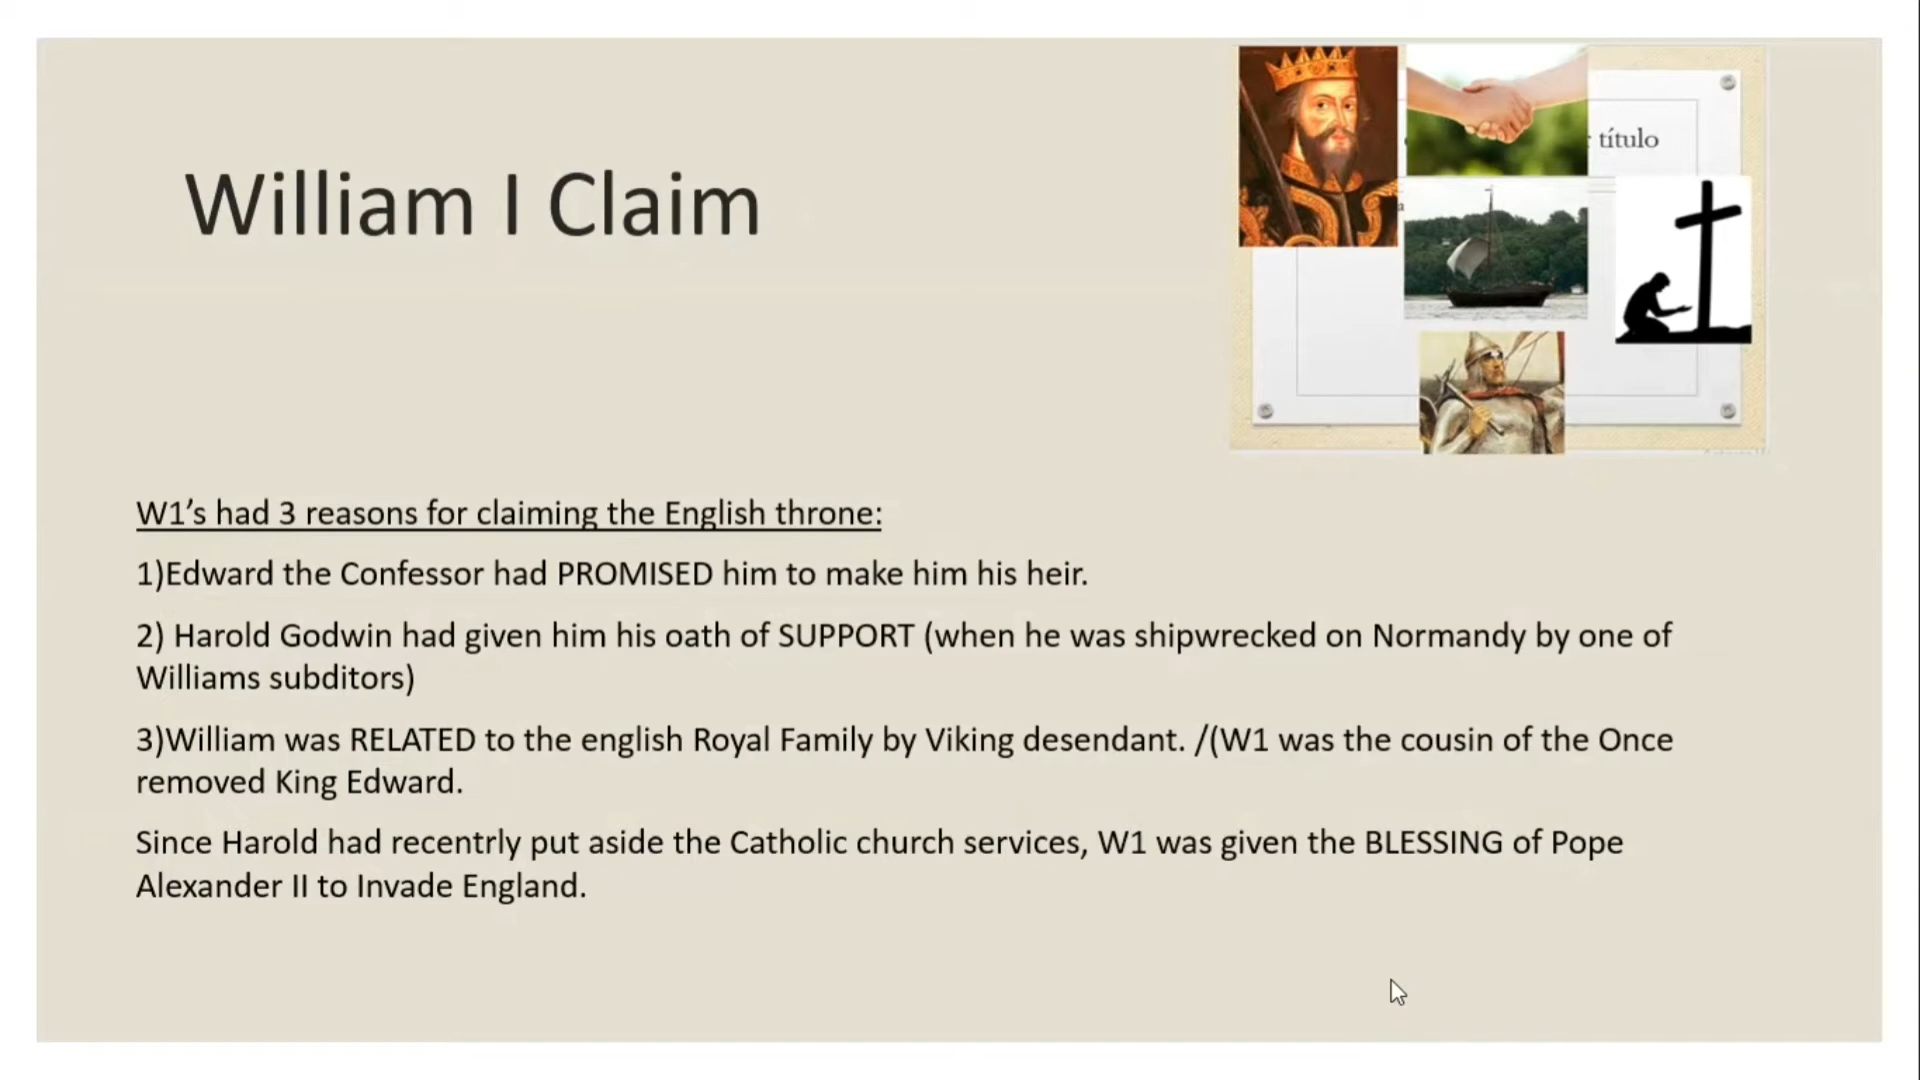 título
William I Claim
W1’s had 3 reasons for claiming the English throne:
1)Edward the Confessor had PROMISED him to make him his heir.
2) Harold Godwin had given him his oath of SUPPORT (when he was shipwrecked on Normandy by one of
Williams subditors)
3)William was RELATED to the english Royal Family by Viking desendant. /(W1 was the cousin of the Once
removed King Edward.
Since Harold had recentrly put aside the Catholic church services, W1 was given the BLESSING of Pope
Alexander II to Invade England.